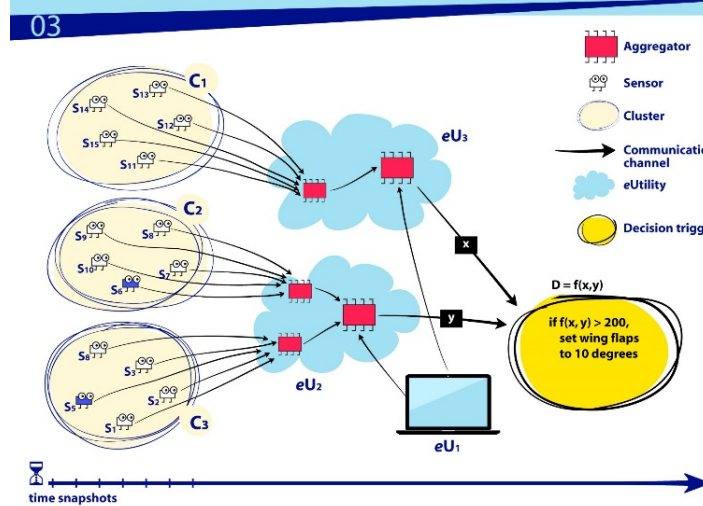 03
Aggregator
Sensor
Cluster
Communicatio
channel
eUtility
Decision trigg
C1
S13
S14
S12
S15
S11
eU3
C2
S9
S8
S10
S7
S6
x
D = f(x,y)
if f(x, y) > 200,
set wing flaps
to 10 degrees
y
eU2
S8
S3
S5
S2
S1
C3
eU1
time snapshots